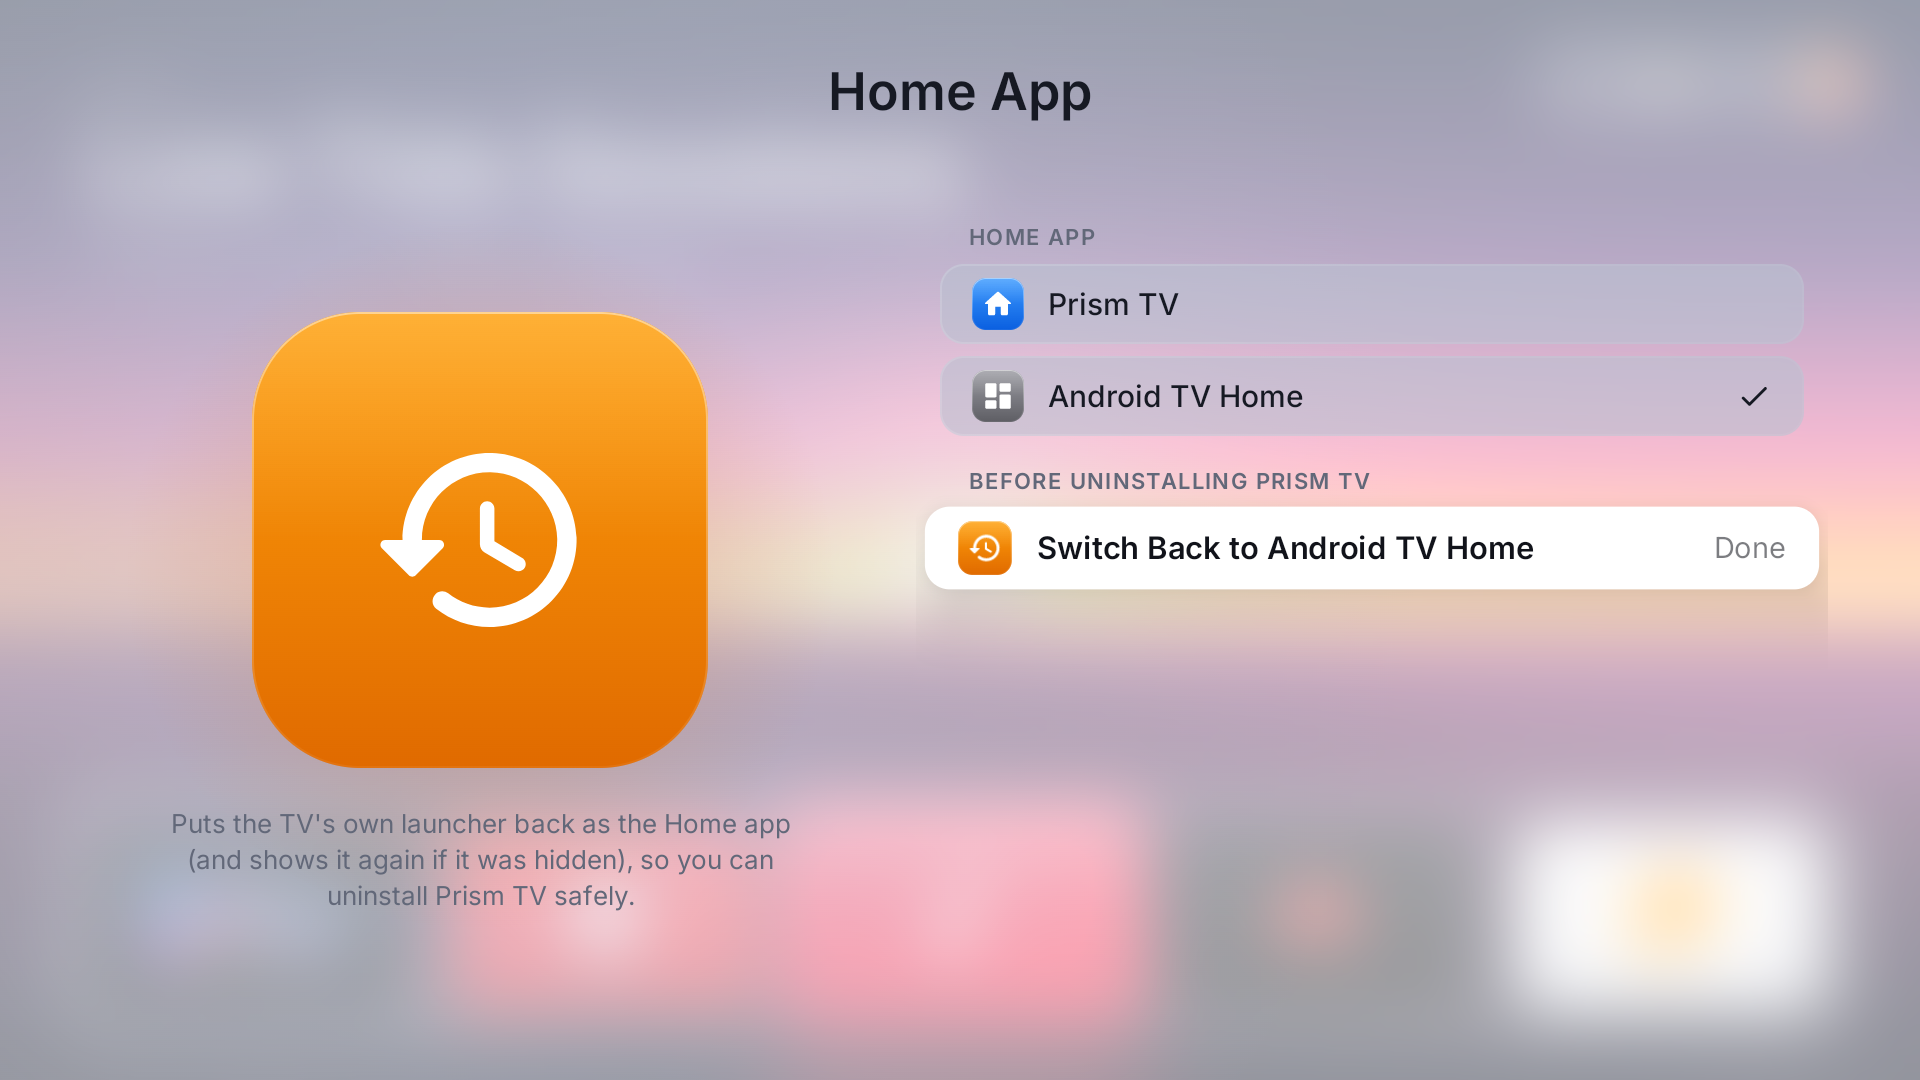 Home App
HOME APP
Prism TV
Android TV Home
BEFORE UNINSTALLING PRISM TV
Switch Back to Android TV Home
Done
Puts the TV's own launcher back as the Home app
(and shows it again if it was hidden), so you can
uninstall Prism TV safely.